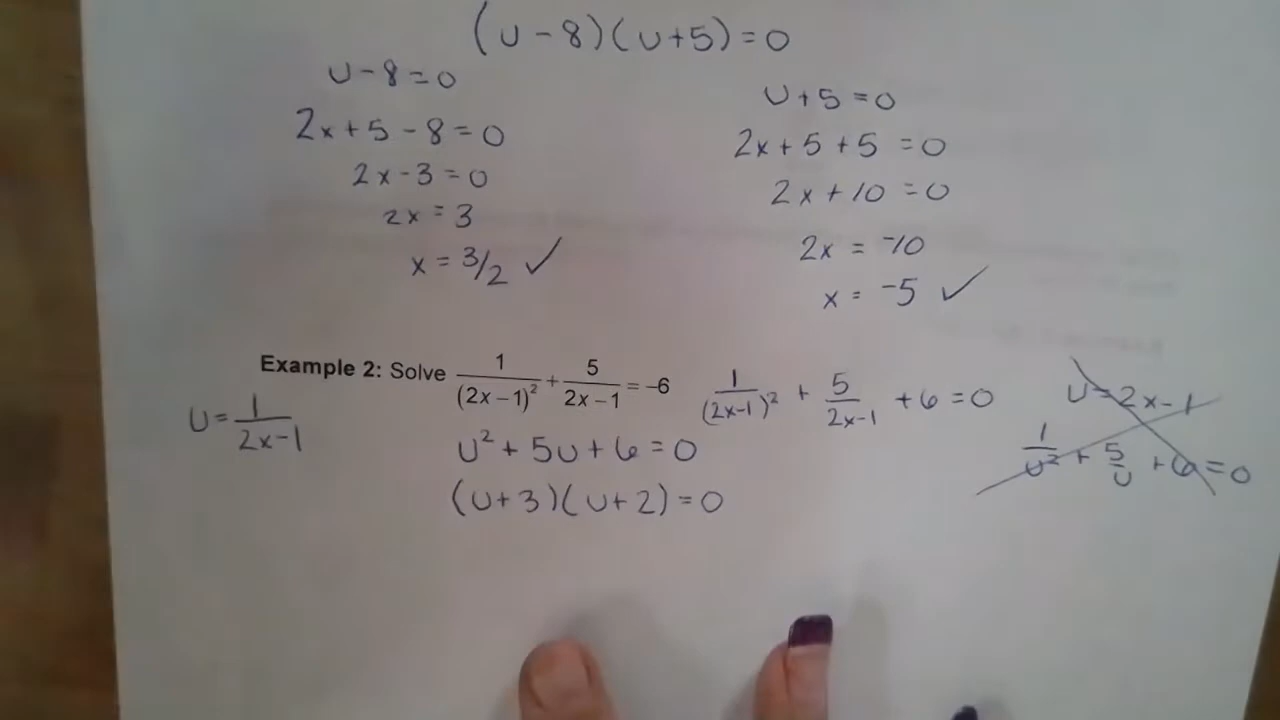 (u-8)(u+5)=0
u-8=0
2x+5-8=0
2x-3=0
2x=3
x=3/2 ✓
u+5=0
2x+5+5=0
2x+10=0
2x=-10
x=-5 ✓
Example 2: Solve 1/(2x-1)² + 5/(2x-1) = -6
1/(2x-1)² + 5/(2x-1) + 6 = 0
u=2x-1
1/u² + 5/u + 6 = 0
u=1/(2x-1)
u²+5u+6=0
(u+3)(u+2)=0